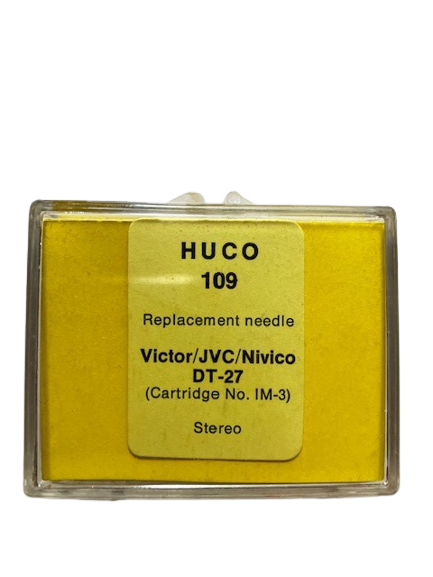 HUCO
109
Replacement needle
Victor/JVC/Nivico
DT-27
(Cartridge No. IM-3)
Stereo